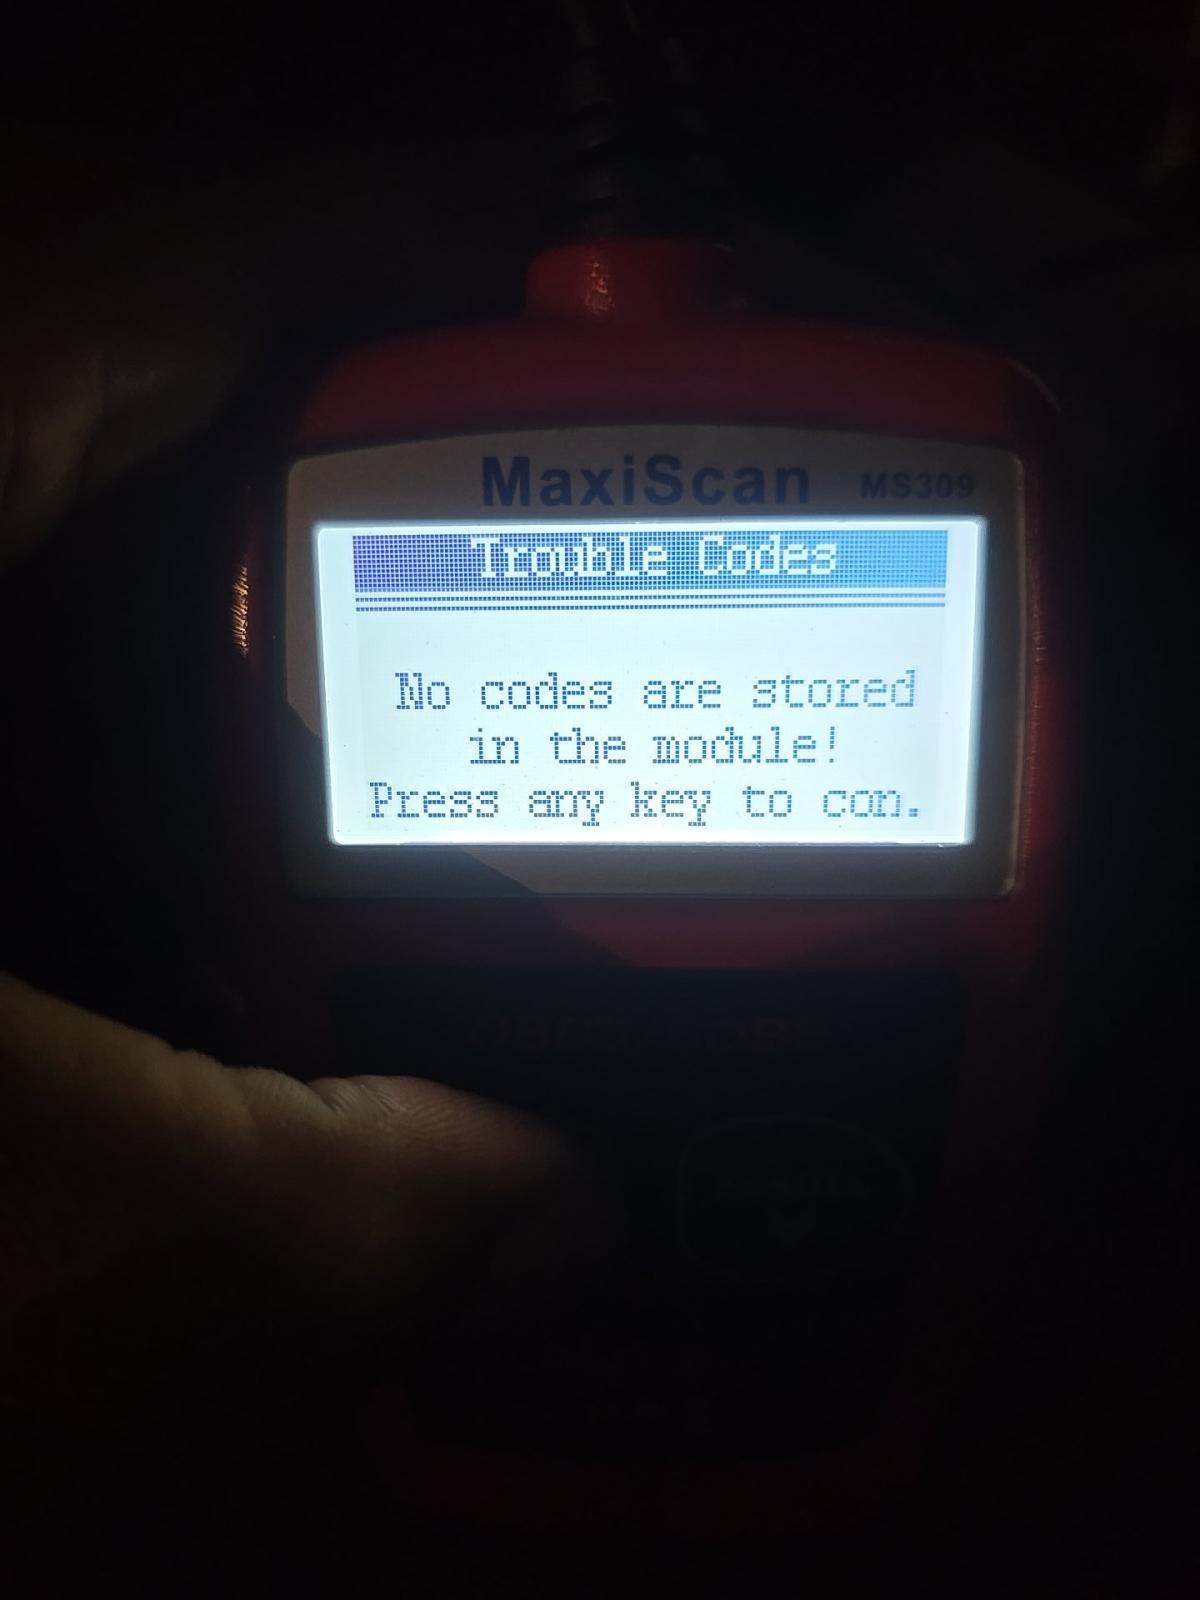 MaxiScan MS309
Trouble Codes
No codes are stored
in the module!
Press any key to con.